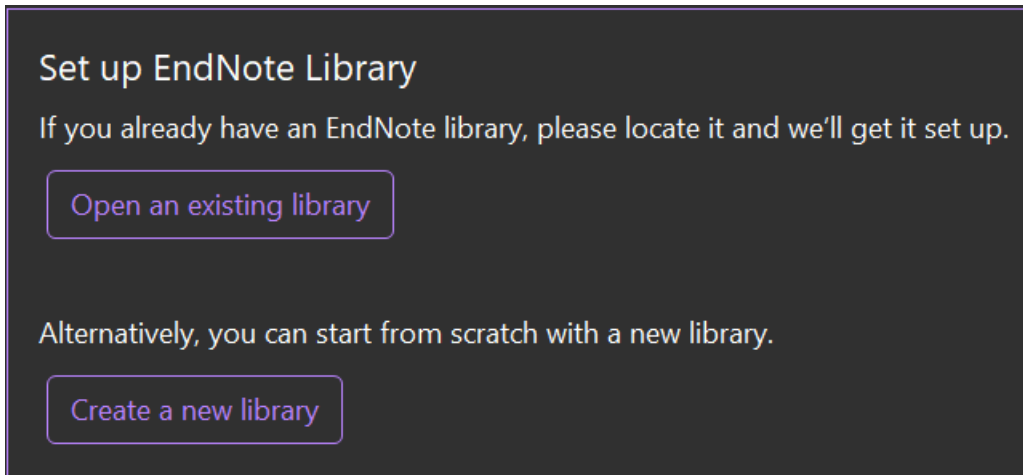 Set up EndNote Library
If you already have an EndNote library, please locate it and we’ll get it set up.
Open an existing library
Alternatively, you can start from scratch with a new library.
Create a new library